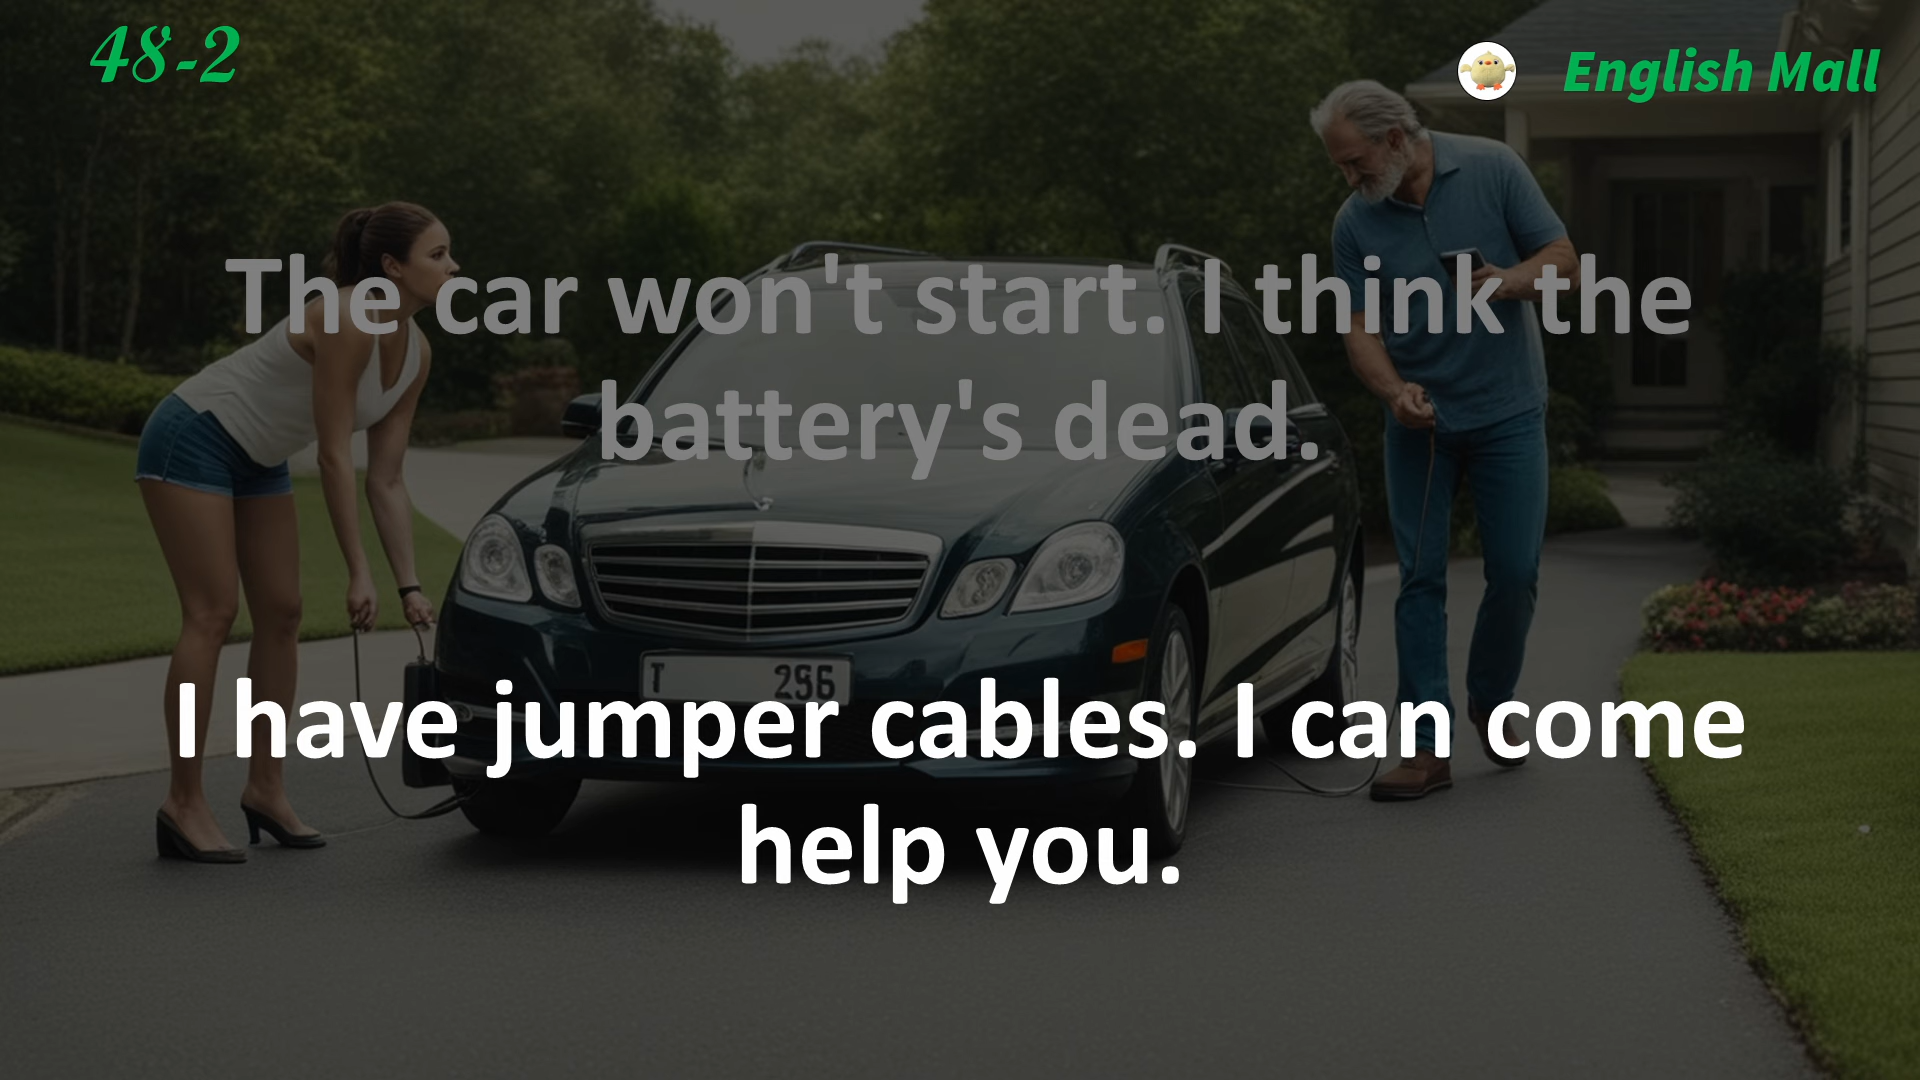 48-2
English Mall
The car won't start. I think the
battery's dead.
T 296
I have jumper cables. I can come
help you.